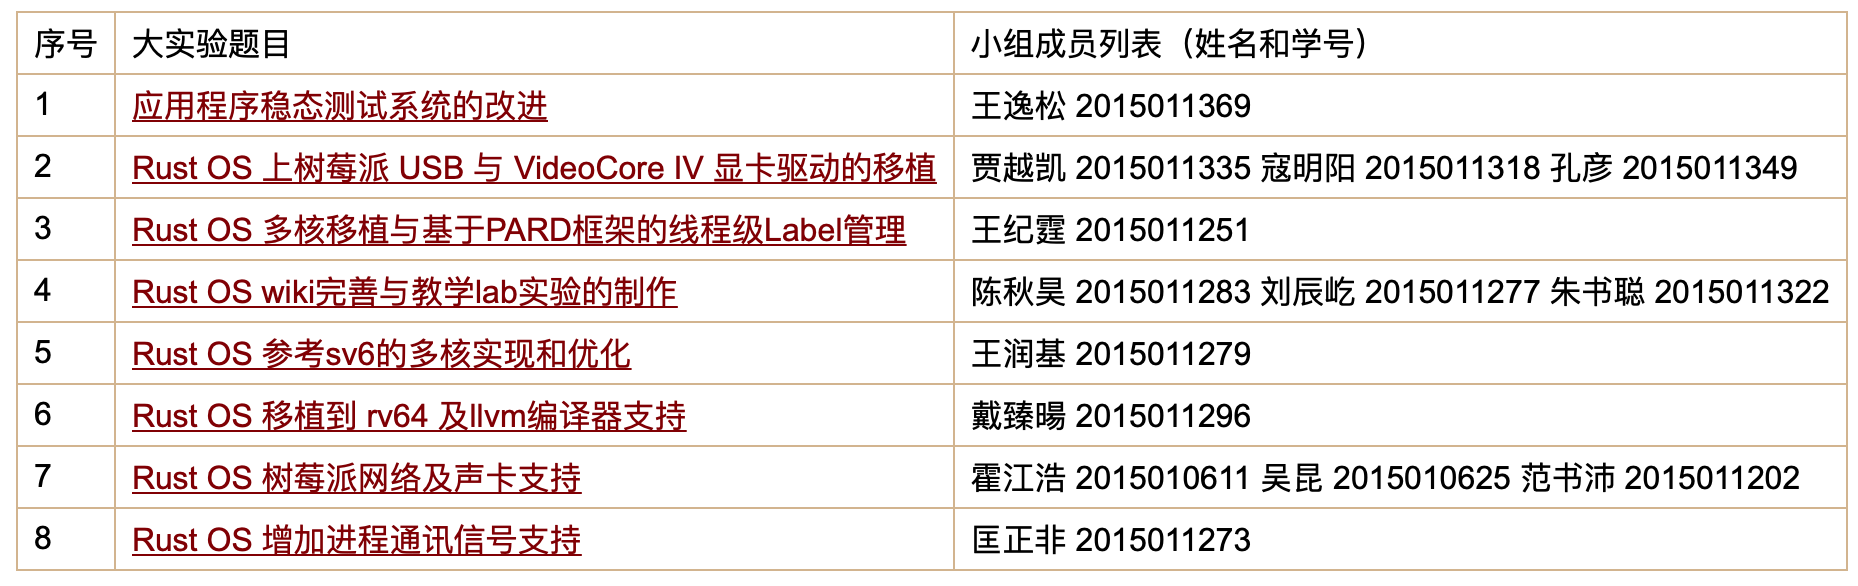 序号 大实验题目 小组成员列表（姓名和学号）
1 应用程序稳态测试系统的改进 王逸松 2015011369
2 Rust OS 上树莓派 USB 与 VideoCore IV 显卡驱动的移植 贾越凯 2015011335 寇明阳 2015011318 孔彦 2015011349
3 Rust OS 多核移植与基于PARD框架的线程级Label管理 王纪霆 2015011251
4 Rust OS wiki完善与教学lab实验的制作 陈秋昊 2015011283 刘辰屹 2015011277 朱书聪 2015011322
5 Rust OS 参考sv6的多核实现和优化 王润基 2015011279
6 Rust OS 移植到 rv64 及llvm编译器支持 戴臻旸 2015011296
7 Rust OS 树莓派网络及声卡支持 霍江浩 2015010611 吴昆 2015010625 范书沛 2015011202
8 Rust OS 增加进程通讯信号支持 匡正非 2015011273